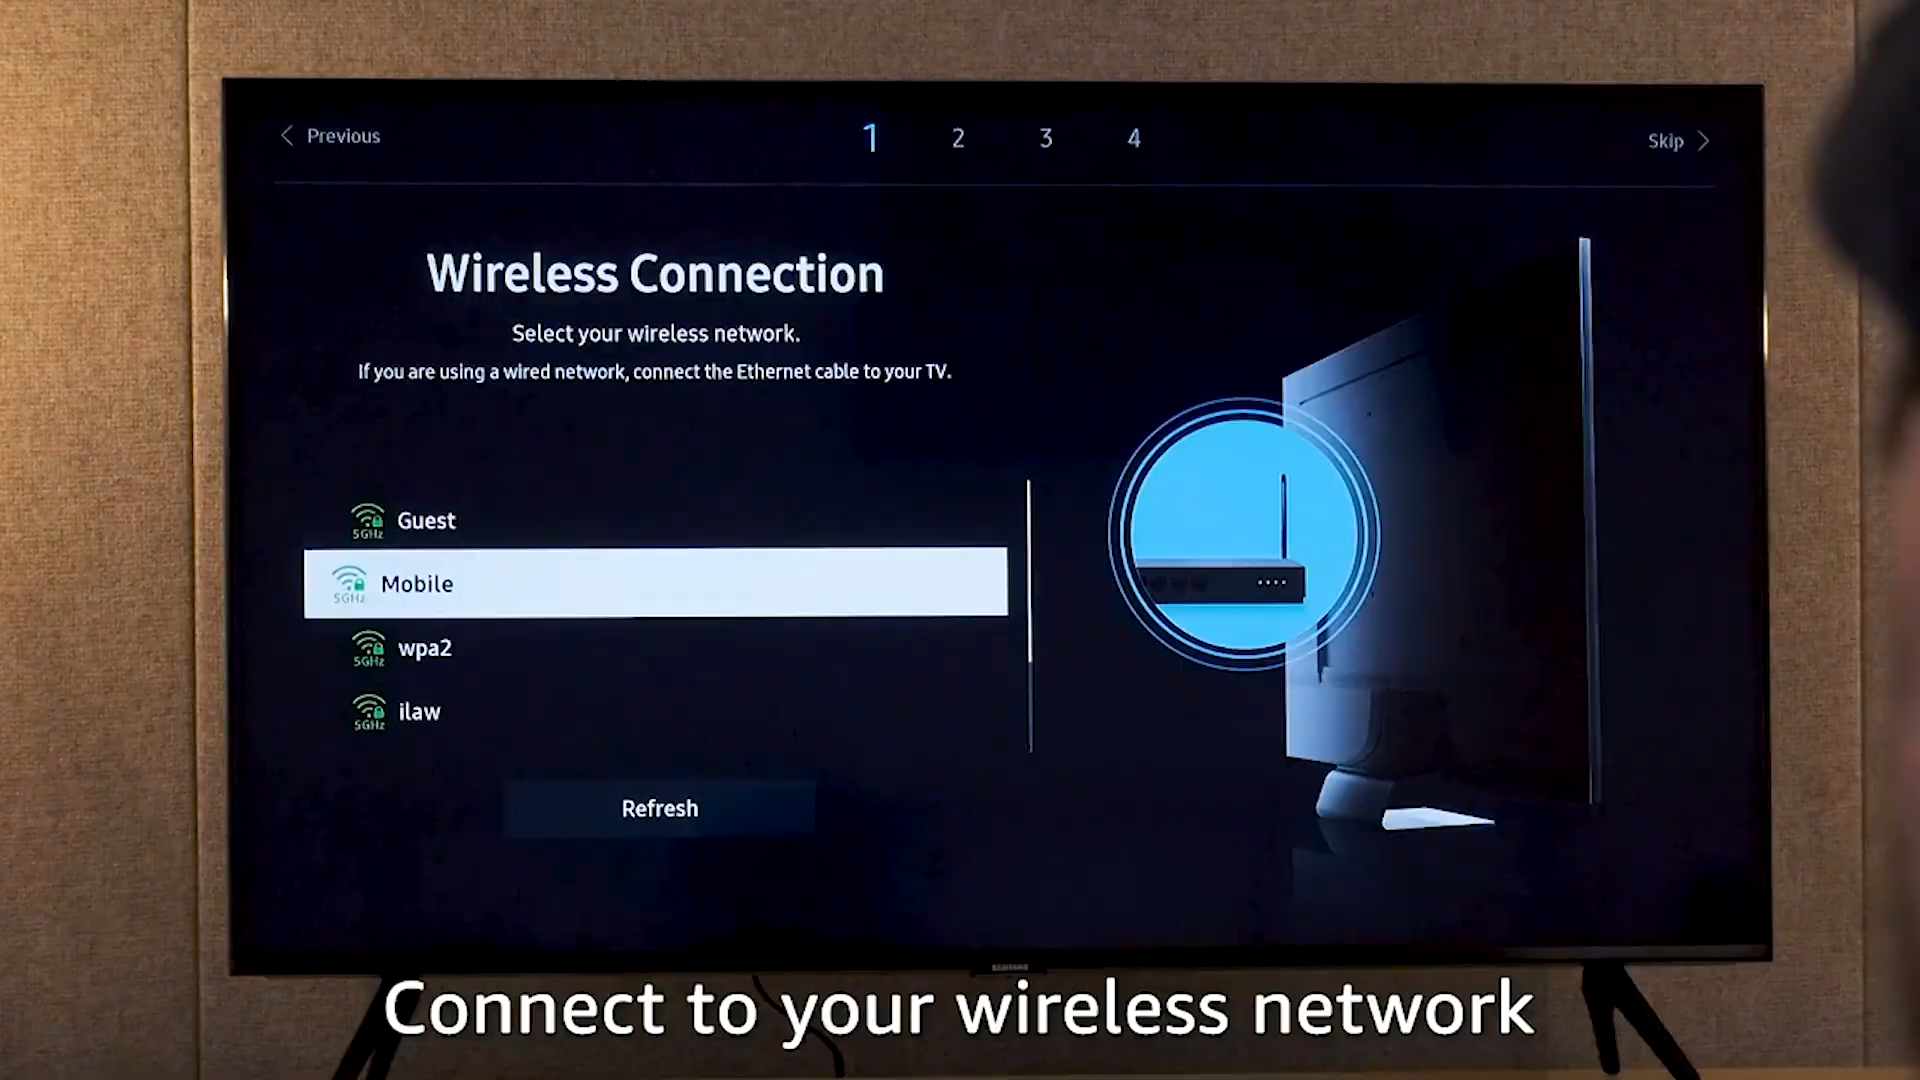 Previous
1 2 3 4
Skip
Wireless Connection
Select your wireless network.
If you are using a wired network, connect the Ethernet cable to your TV.
5GHz Guest
5GHz Mobile
5GHz wpa2
5GHz ilaw
Refresh
SAMSUNG
Connect to your wireless network